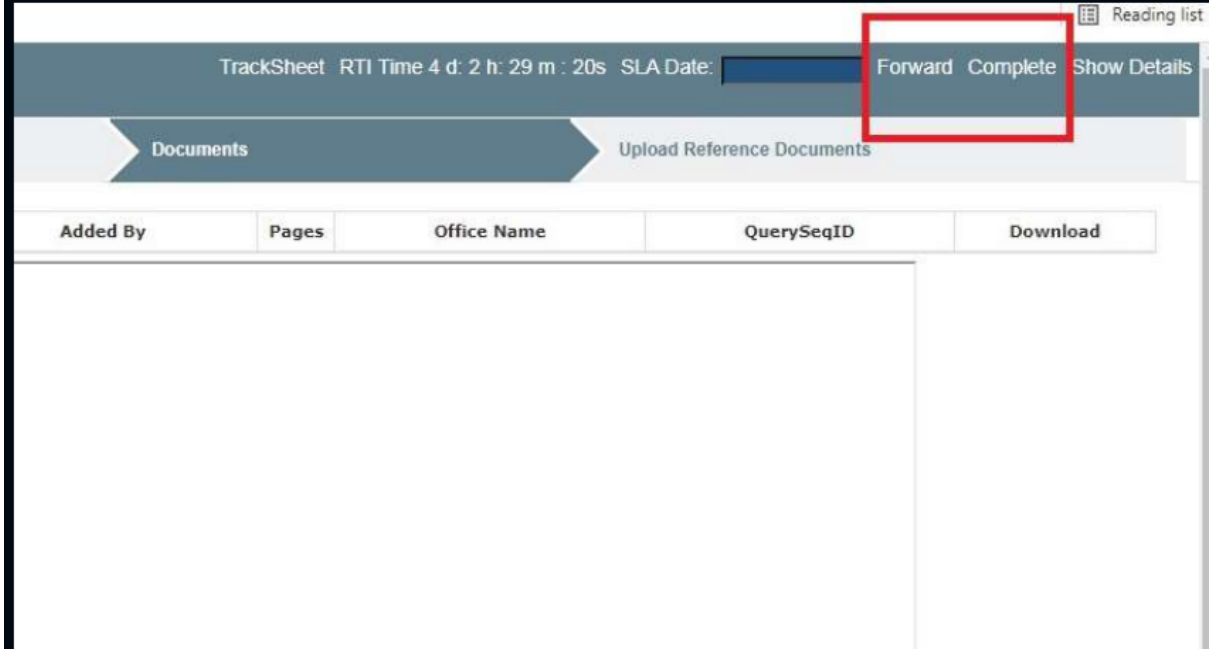 Reading list
TrackSheet RTI Time 4 d: 2 h: 29 m : 20s SLA Date: Forward Complete Show Details
Documents Upload Reference Documents
Added By Pages Office Name QuerySeqID Download